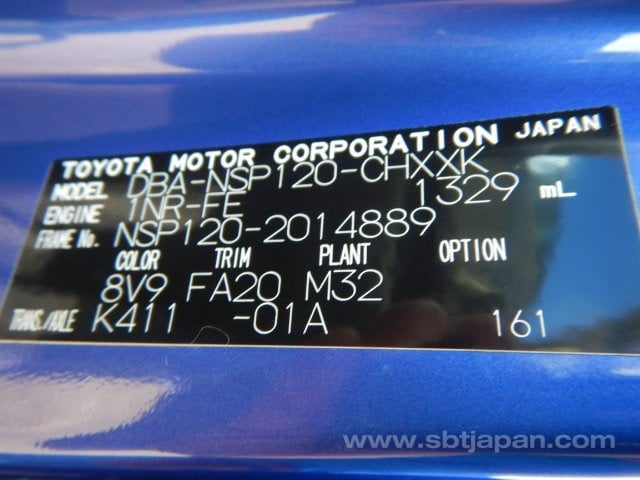 TOYOTA MOTOR CORPORATION JAPAN
MODEL DBA-NSP120-CHXXK
ENGINE 1NR-FE 1329 mL
FRAME No. NSP120-2014889
COLOR TRIM PLANT OPTION
8V9 FA20 M32
TRANS./AXLE K411 -01A 161
www.sbtjapan.com